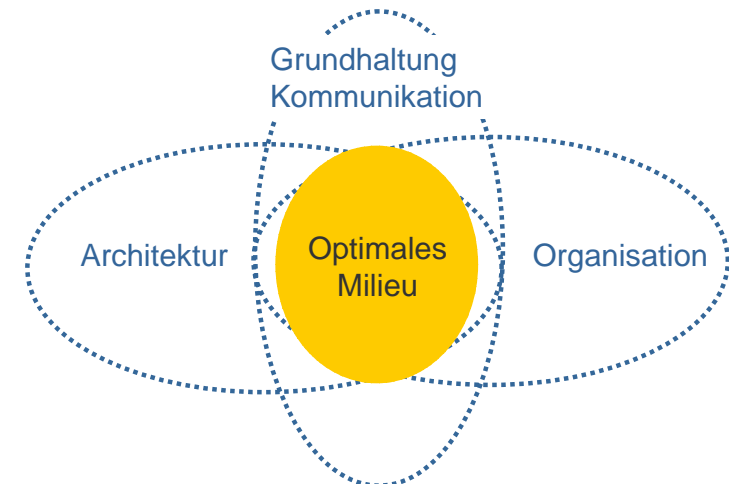 Grundhaltung
Kommunikation
Architektur
Optimales
Milieu
Organisation